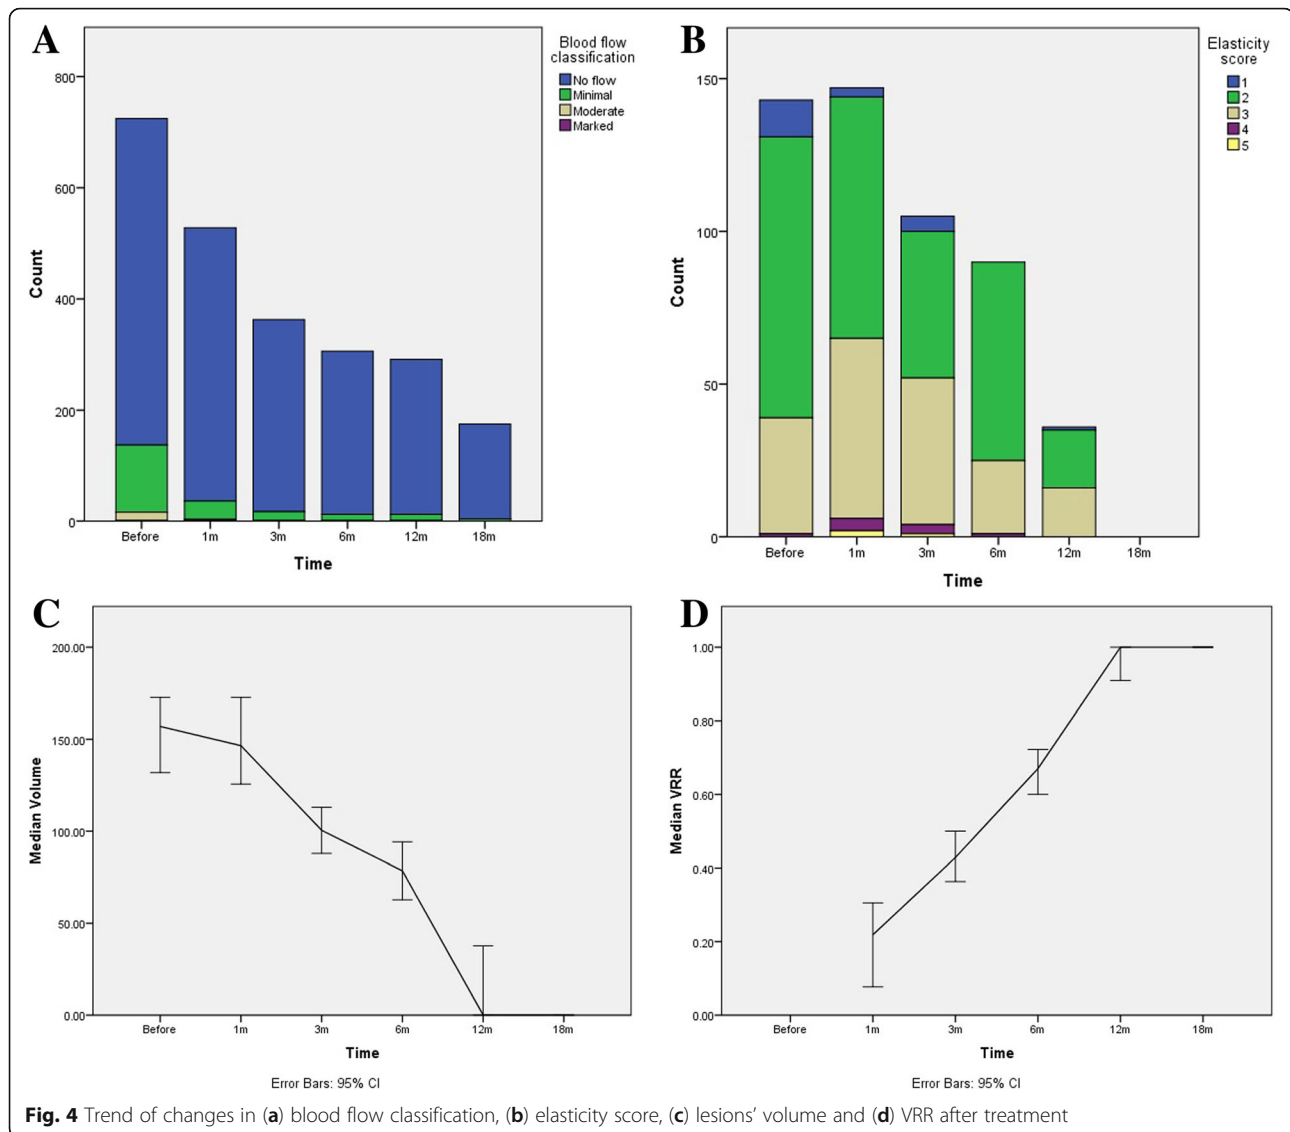 A
Blood flow
classification
No flow
Minimal
Moderate
Marked
800
600
400
200
0
Count
Before 1m 3m 6m 12m 18m
Time
B
Elasticity
score
1
2
3
4
5
150
100
50
0
Count
Before 1m 3m 6m 12m 18m
Time
C
200.00
150.00
100.00
50.00
0.00
Median Volume
Before 1m 3m 6m 12m 18m
Time
Error Bars: 95% CI
D
1.00
0.80
0.60
0.40
0.20
0.00
Median VRR
Before 1m 3m 6m 12m 18m
Time
Error Bars: 95% CI
Fig. 4 Trend of changes in (a) blood flow classification, (b) elasticity score, (c) lesions' volume and (d) VRR after treatment